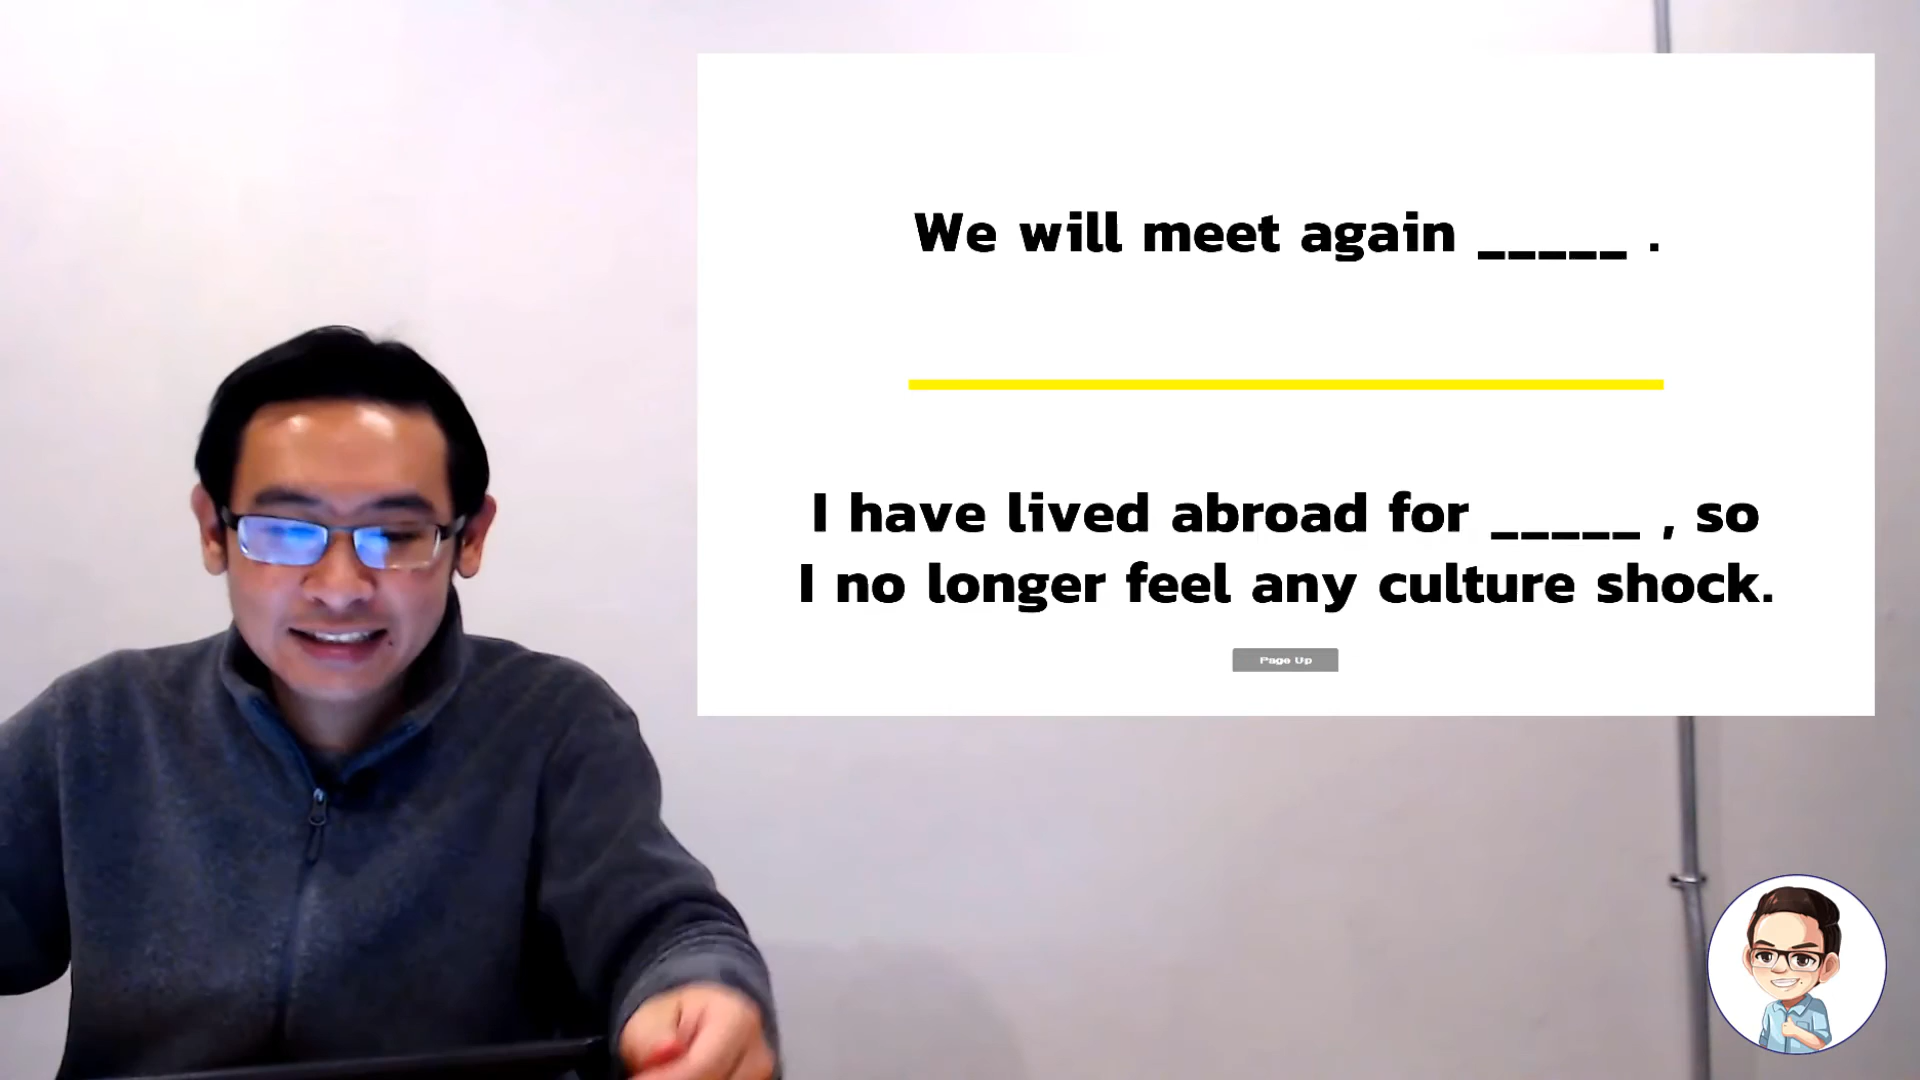 We will meet again _____ .
I have lived abroad for _____ , so
I no longer feel any culture shock.
Page Up